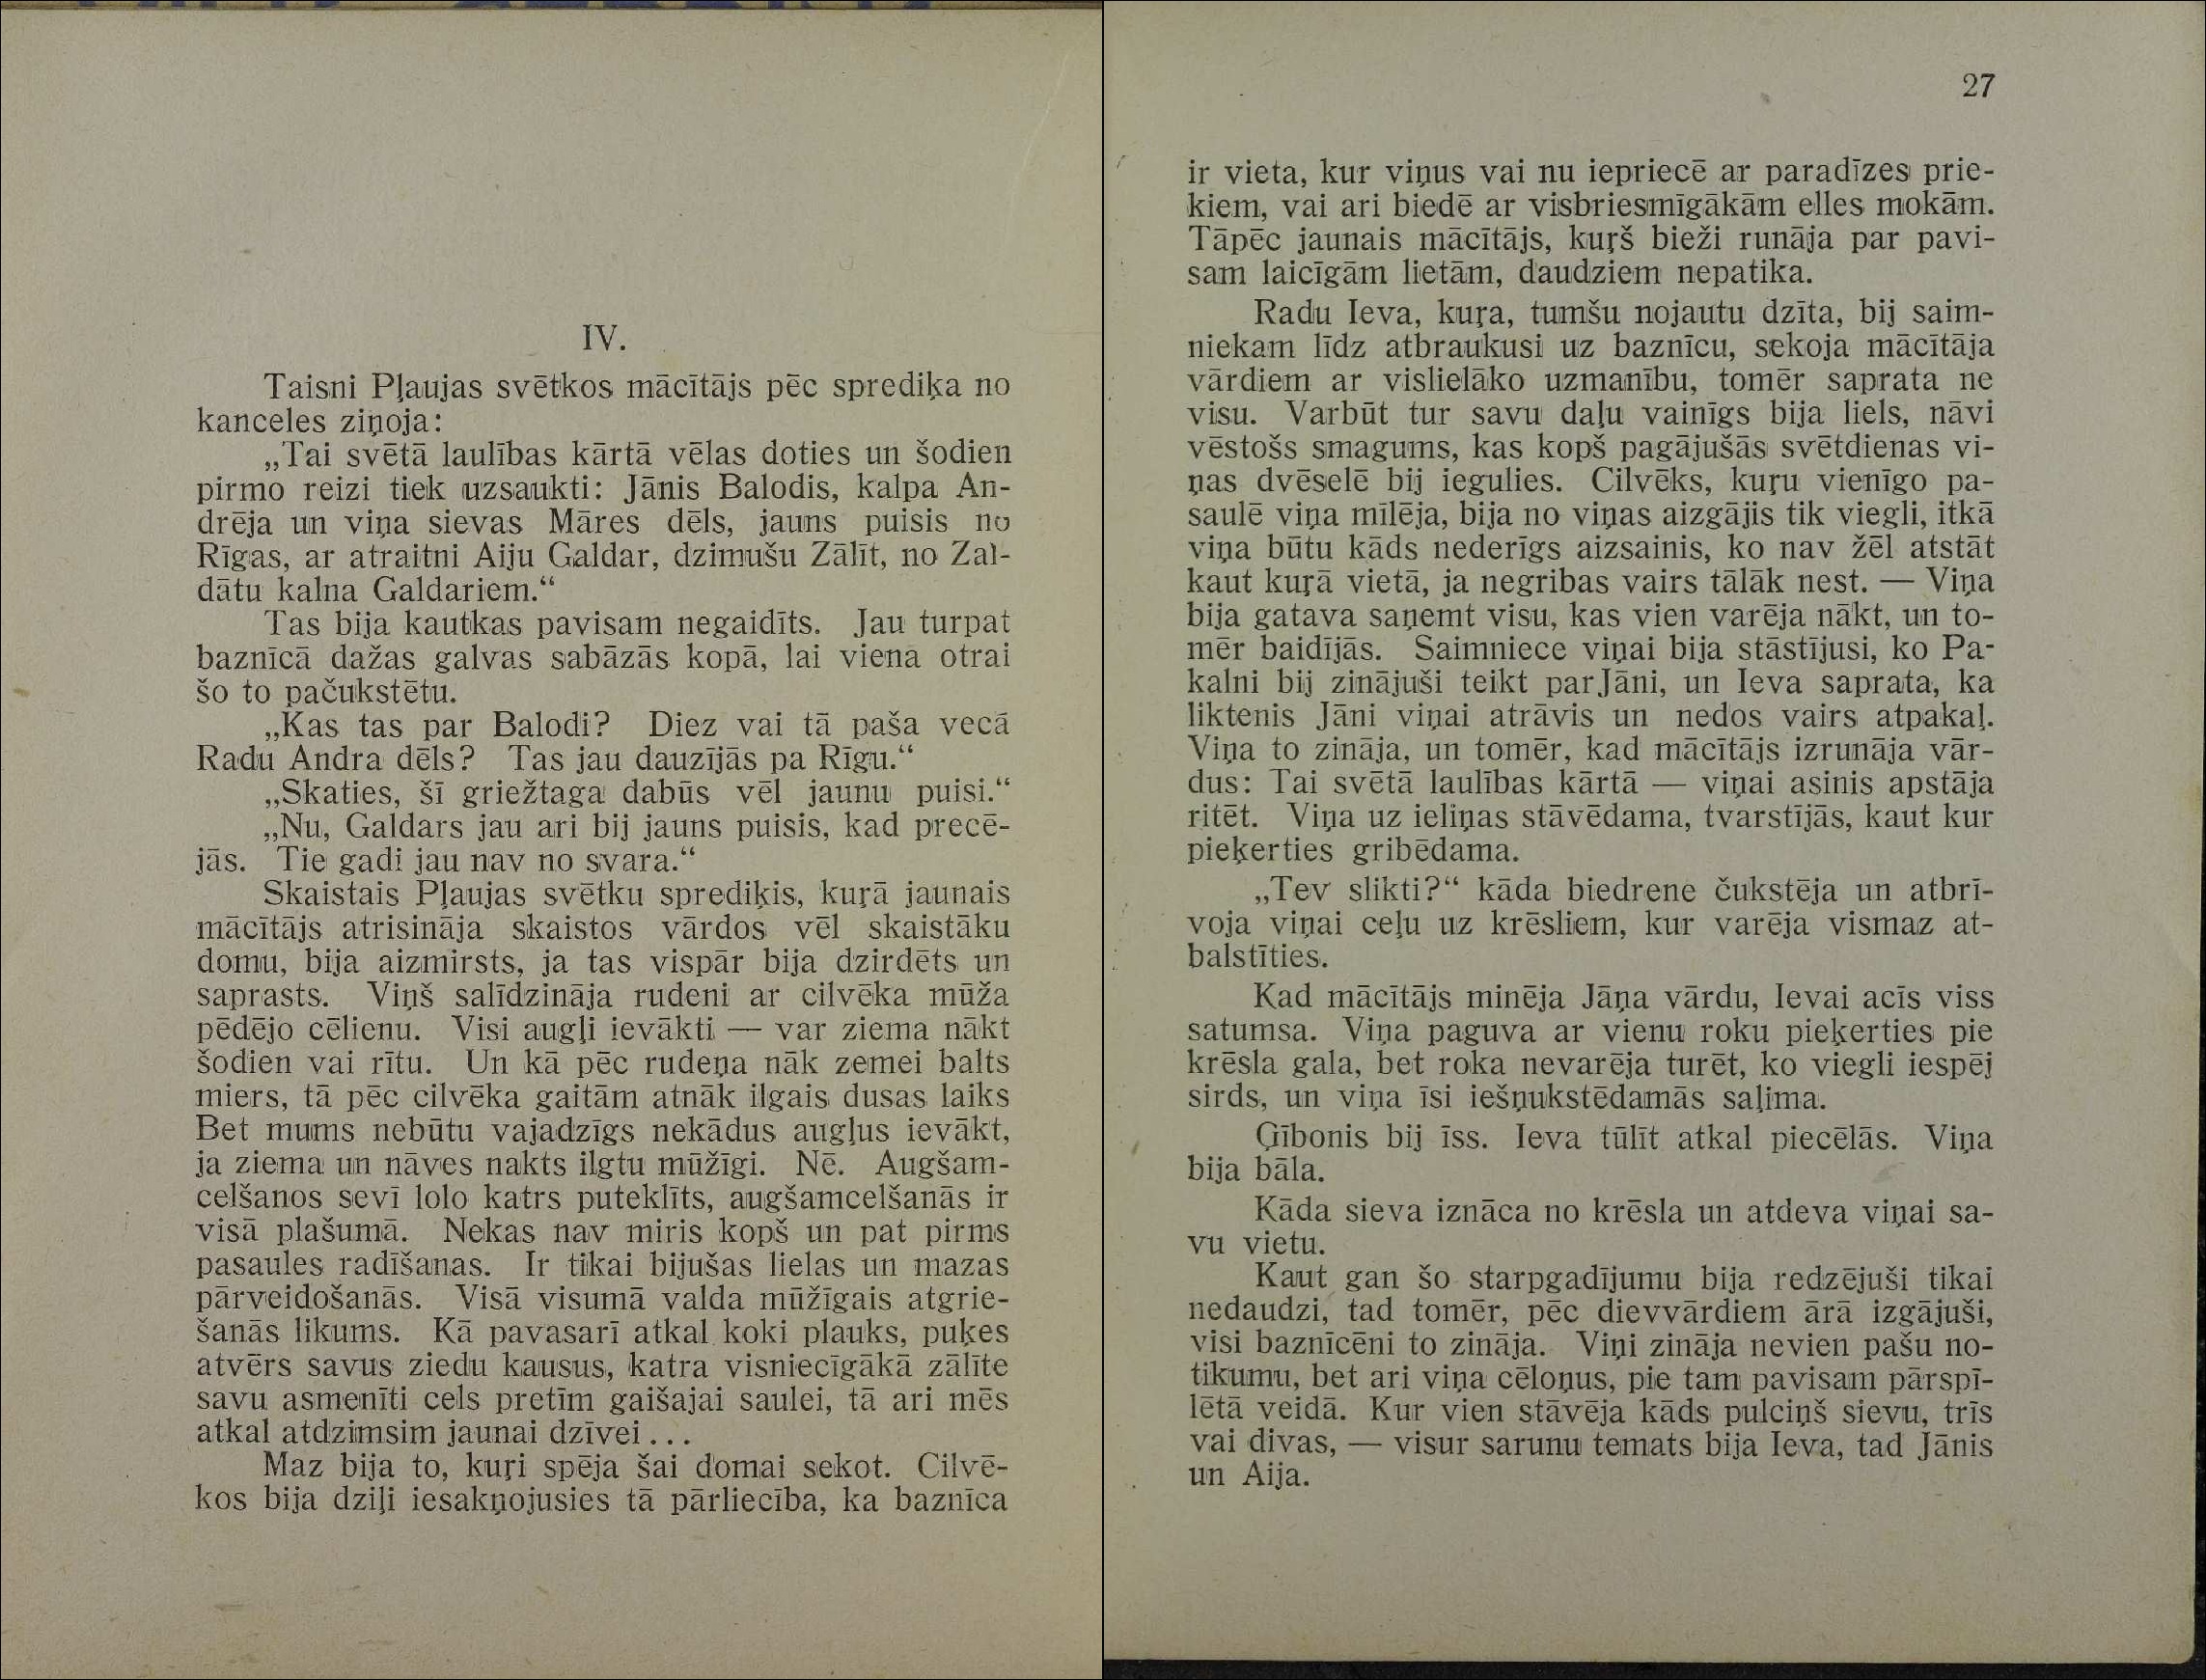 IV.
Taisni Pļaujas svētkos mācītājs pēc sprediķa no
kanceles ziņoja:
„Tai svētā laulības kārtā vēlas doties un šodien
pirmo reizi tiek uzsaukti: Jānis Balodis, kalpa An-
drēja un viņa sievas Māres dēls, jauns puisis no
Rīgas, ar atraitni Aiju Galdar, dzimušu Zālīt, no Zal-
dātu kalna Galdariem.“
Tas bija kautkas pavisam negaidīts. Jau turpat
baznīcā dažas galvas sabāzās kopā, lai viena otrai
šo to pačukstētu.
„Kas tas par Balodi? Diez vai tā paša vecā
Radu Andra dēls? Tas jau dauzījās pa Rīgu.“
„Skaties, šī griežtaga dabūs vēl jaunu puisi.“
„Nu, Galdars jau ari bij jauns puisis, kad precē-
jās. Tie gadi jau nav no svara.“
Skaistais Pļaujas svētku sprediķis, kuŗā jaunais
mācītājs atrisināja skaistos vārdos vēl skaistāku
domu, bija aizmirsts, ja tas vispār bija dzirdēts un
saprasts. Viņš salīdzināja rudeni ar cilvēka mūža
pēdējo cēlienu. Visi augļi ievākti — var ziema nākt
šodien vai rītu. Un kā pēc rudeņa nāk zemei balts
miers, tā pēc cilvēka gaitām atnāk ilgais dusas laiks
Bet mums nebūtu vajadzīgs nekādus augļus ievākt,
ja ziema un nāves nakts ilgtu mūžīgi. Nē. Augšam-
celšanos sevī lolo katrs puteklīts, augšamcelšanās ir
visā plašumā. Nekas nav miris kopš un pat pirms
pasaules radīšanas. Ir tikai bijušas lielas un mazas
pārveidošanās. Visā visumā valda mūžīgais atgrie-
šanās likums. Kā pavasarī atkal koki plauks, puķes
atvērs savus ziedu kausus, katra visniecīgākā zālīte
savu asmenīti cels pretīm gaišajai saulei, tā ari mēs
atkal atdzimsim jaunai dzīvei...
Maz bija to, kuŗi spēja šai domai sekot. Cilvē-
kos bija dziļi iesakņojusies tā pārliecība, ka baznīca
27
ir vieta, kur viņus vai nu iepriecē ar paradīzes prie-
kiem, vai ari biedē ar visbriesmīgākām elles mokām.
Tāpēc jaunais mācītājs, kuŗš bieži runāja par pavi-
sam laicīgām lietām, daudziem nepatika.
Radu Ieva, kuŗa, tumšu nojautu dzīta, bij saim-
niekam līdz atbraukusi uz baznīcu, sekoja mācītāja
vārdiem ar vislielāko uzmanību, tomēr saprata ne
visu. Varbūt tur savu daļu vainīgs bija liels, nāvi
vēstošs smagums, kas kopš pagājušās svētdienas vi-
ņas dvēselē bij iegulies. Cilvēks, kuŗu vienīgo pa-
saulē viņa mīlēja, bija no viņas aizgājis tik viegli, itkā
viņa būtu kāds nederīgs aizsainis, ko nav žēl atstāt
kaut kuŗā vietā, ja negribas vairs tālāk nest. — Viņa
bija gatava saņemt visu, kas vien varēja nākt, un to-
mēr baidījās. Saimniece viņai bija stāstījusi, ko Pa-
kalni bij zinājuši teikt parJāni, un Ieva saprata, ka
liktenis Jāni viņai atrāvis un nedos vairs atpakaļ.
Viņa to zināja, un tomēr, kad mācītājs izrunāja vār-
dus: Tai svētā laulības kārtā — viņai asinis apstāja
ritēt. Viņa uz ieliņas stāvēdama, tvarstījās, kaut kur
pieķerties gribēdama.
„Tev slikti?“ kāda biedrene čukstēja un atbrī-
voja viņai ceļu uz krēsliem, kur varēja vismaz at-
balstīties.
Kad mācītājs minēja Jāņa vārdu, Ievai acīs viss
satumsa. Viņa paguva ar vienu roku pieķerties pie
krēsla gala, bet roka nevarēja turēt, ko viegli iespēj
sirds, un viņa īsi iešņukstēdamās saļima.
Ģībonis bij īss. Ieva tūlīt atkal piecēlās. Viņa
bija bāla.
Kāda sieva iznāca no krēsla un atdeva viņai sa-
vu vietu.
Kaut gan šo starpgadījumu bija redzējuši tikai
nedaudzi, tad tomēr, pēc dievvārdiem ārā izgājuši,
visi baznīcēni to zināja. Viņi zināja nevien pašu no-
tikumu, bet ari viņa cēloņus, pie tam pavisam pārspī-
lētā veidā. Kur vien stāvēja kāds pulciņš sievu, trīs
vai divas, — visur sarunu temats bija Ieva, tad Jānis
un Aija.